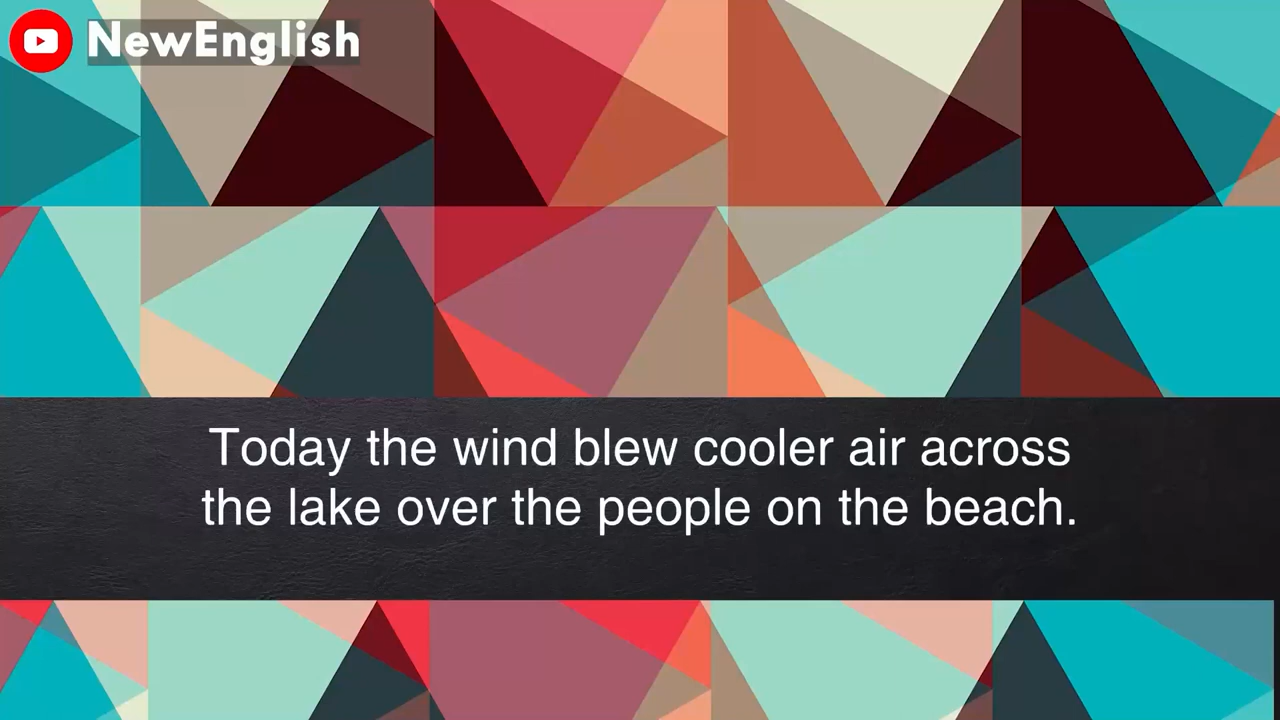 NewEnglish
Today the wind blew cooler air across
the lake over the people on the beach.